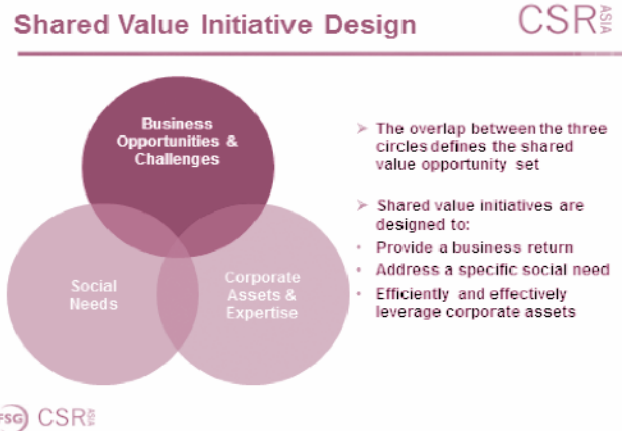 Shared Value Initiative Design
CSR ASIA
Business
Opportunities &
Challenges
Social
Needs
Corporate
Assets &
Expertise
➢ The overlap between the three
circles defines the shared
value opportunity set
➢ Shared value initiatives are
designed to:
• Provide a business return
• Address a specific social need
• Efficiently and effectively
leverage corporate assets
FSG CSR ASIA